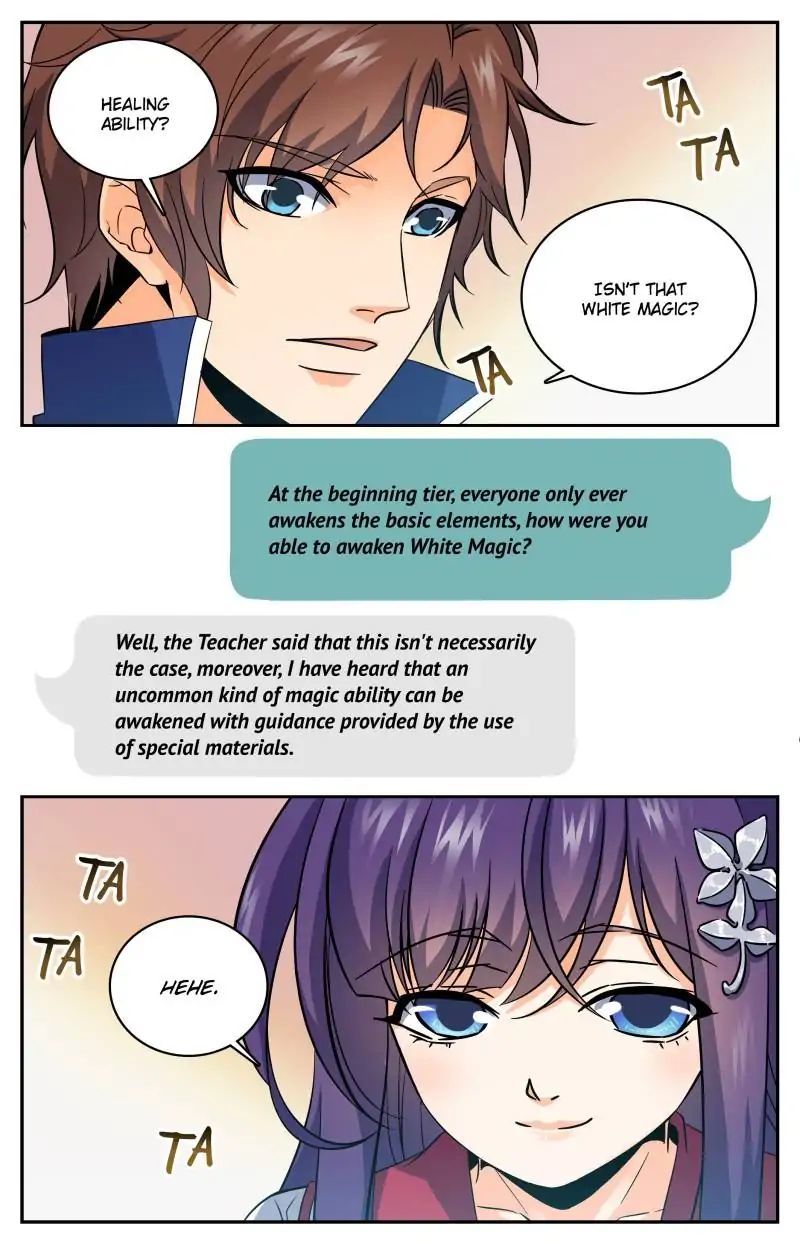 HEALING
ABILITY?
TA
TA
ISN'T THAT
WHITE MAGIC?
TA
At the beginning tier, everyone only ever
awakens the basic elements, how were you
able to awaken White Magic?
Well, the Teacher said that this isn't necessarily
the case, moreover, I have heard that an
uncommon kind of magic ability can be
awakened with guidance provided by the use
of special materials.
TA
TA
HEHE.
TA